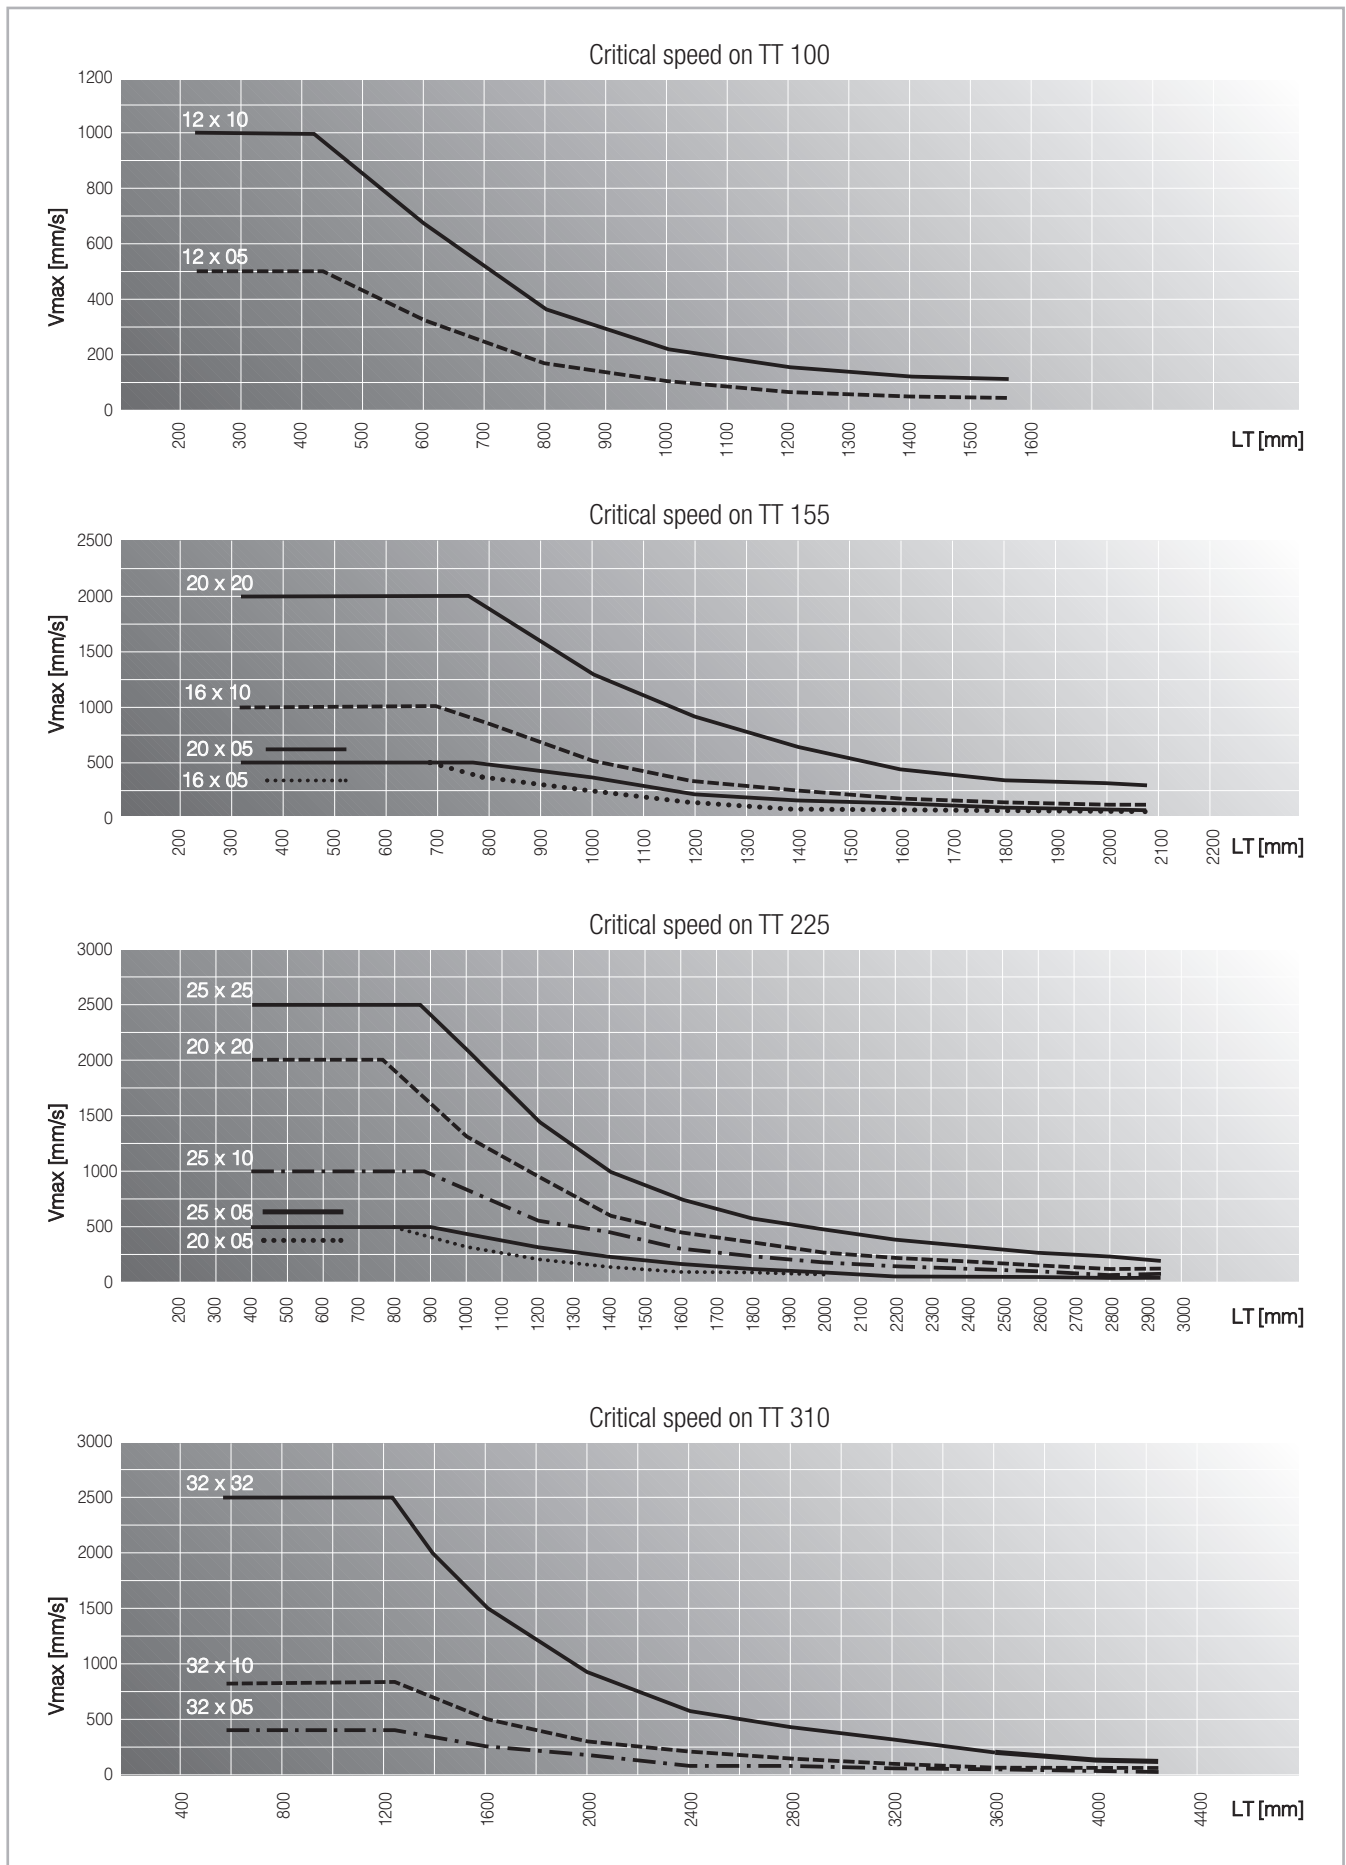 Critical speed on TT 100
1200
1000
800
600
400
200
0
Vmax [mm/s]
12 x 10
12 x 05
200 300 400 500 600 700 800 900 1000 1100 1200 1300 1400 1500 1600
LT [mm]
Critical speed on TT 155
2500
2000
1500
1000
500
0
Vmax [mm/s]
20 x 20
16 x 10
20 x 05
16 x 05
200 300 400 500 600 700 800 900 1000 1100 1200 1300 1400 1500 1600 1700 1800 1900 2000 2100 2200
LT [mm]
Critical speed on TT 225
3000
2500
2000
1500
1000
500
0
Vmax [mm/s]
25 x 25
20 x 20
25 x 10
25 x 05
20 x 05
200 300 400 500 600 700 800 900 1000 1100 1200 1300 1400 1500 1600 1700 1800 1900 2000 2100 2200 2300 2400 2500 2600 2700 2800 2900 3000
LT [mm]
Critical speed on TT 310
3000
2500
2000
1500
1000
500
0
Vmax [mm/s]
32 x 32
32 x 10
32 x 05
400 800 1200 1600 2000 2400 2800 3200 3600 4000 4400
LT [mm]